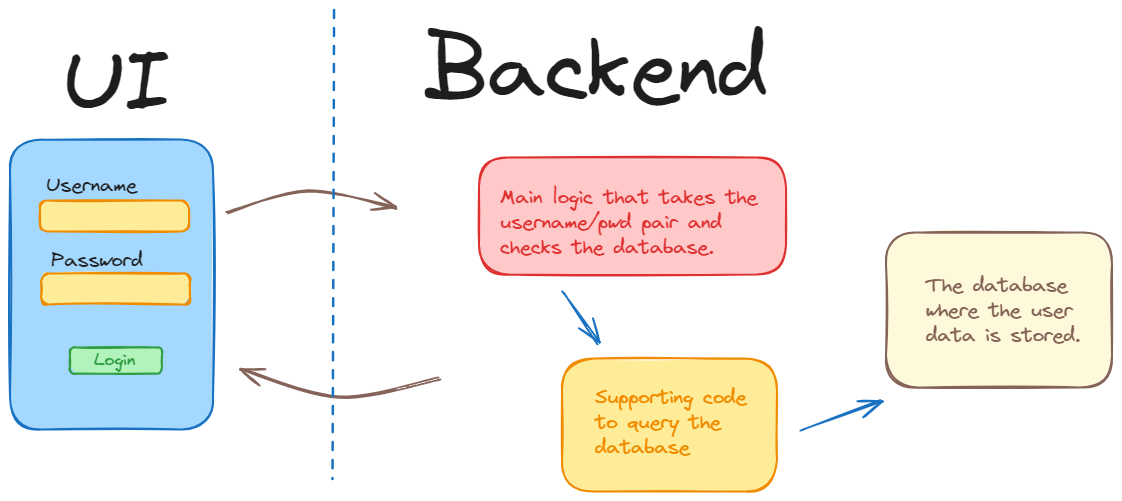 UI
Backend
Username
Password
Login
Main logic that takes the
username/pwd pair and
checks the database.
Supporting code
to query the
database
The database
where the user
data is stored.